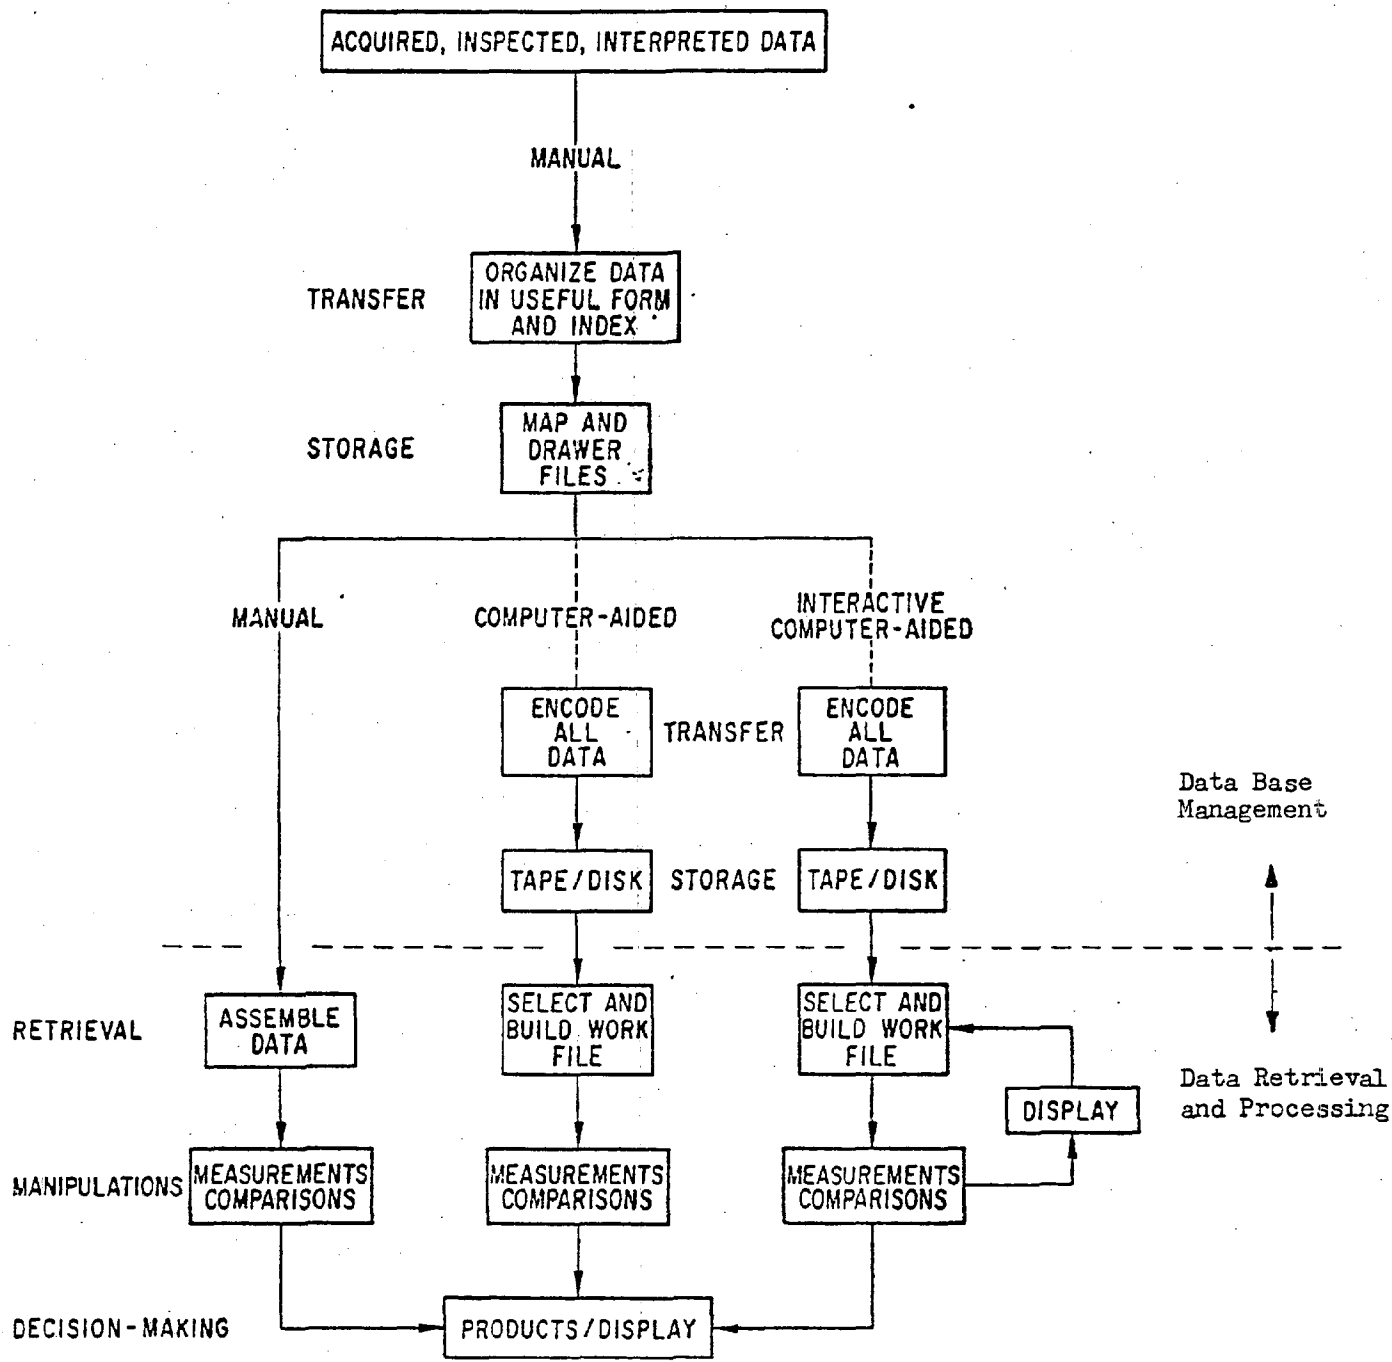 ACQUIRED, INSPECTED, INTERPRETED DATA
MANUAL
TRANSFER
ORGANIZE DATA
IN USEFUL FORM
AND INDEX
STORAGE
MAP AND
DRAWER
FILES
MANUAL
COMPUTER-AIDED
INTERACTIVE
COMPUTER-AIDED
ENCODE
ALL
DATA
TRANSFER
ENCODE
ALL
DATA
Data Base
Management
TAPE/DISK
STORAGE
TAPE/DISK
RETRIEVAL
ASSEMBLE
DATA
SELECT AND
BUILD WORK
FILE
SELECT AND
BUILD WORK
FILE
DISPLAY
Data Retrieval
and Processing
MANIPULATIONS
MEASUREMENTS
COMPARISONS
MEASUREMENTS
COMPARISONS
MEASUREMENTS
COMPARISONS
DECISION-MAKING
PRODUCTS/DISPLAY